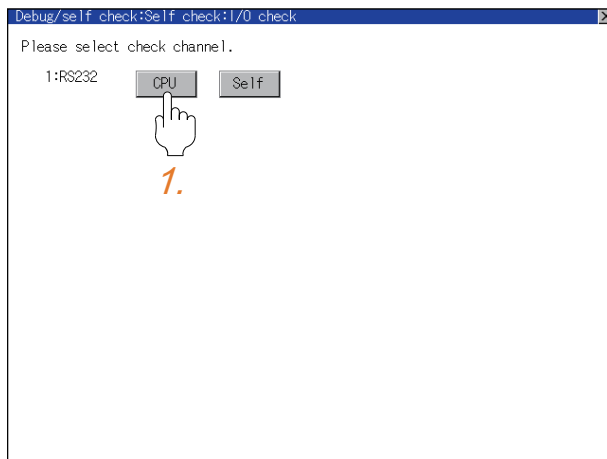 Debug/self check:Self check:I/O check
Please select check channel.
1:RS232 CPU Self
1.